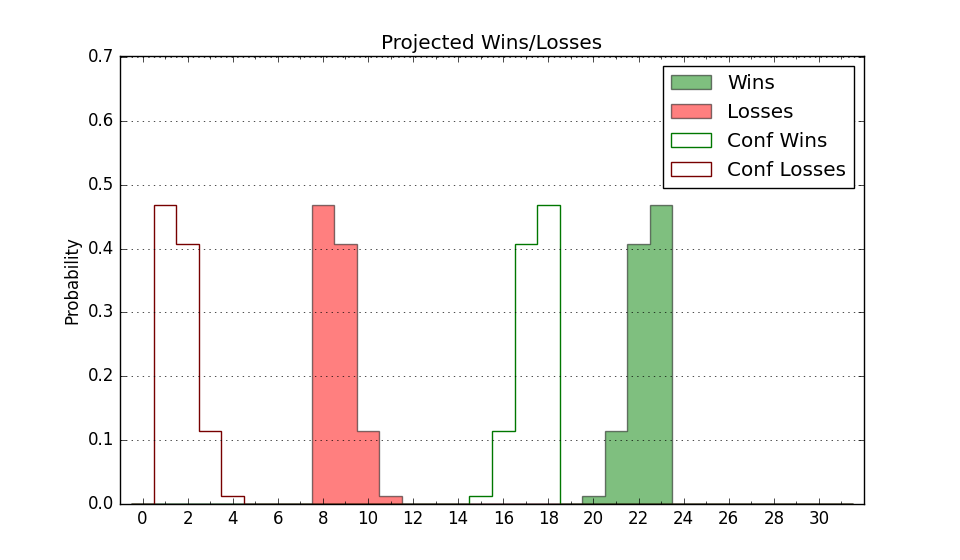 Projected Wins/Losses
Probability
0.7
0.6
0.5
0.4
0.3
0.2
0.1
0.0
0 2 4 6 8 10 12 14 16 18 20 22 24 26 28 30
Wins
Losses
Conf Wins
Conf Losses